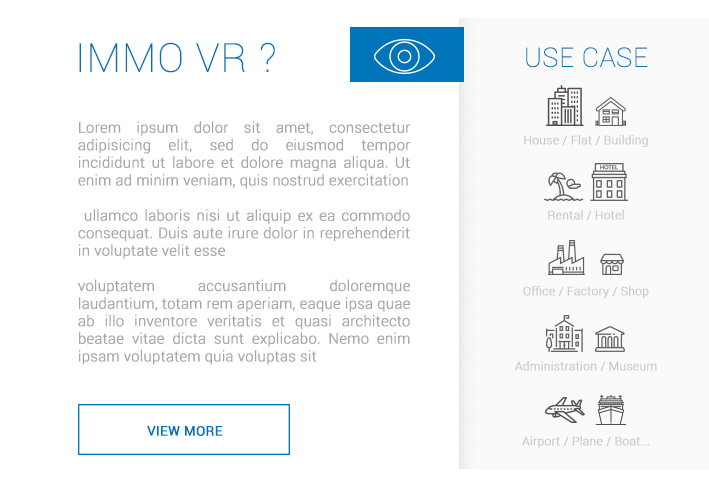 IMMO VR ?
Lorem ipsum dolor sit amet, consectetur
adipisicing elit, sed do eiusmod tempor
incididunt ut labore et dolore magna aliqua. Ut
enim ad minim veniam, quis nostrud exercitation
ullamco laboris nisi ut aliquip ex ea commodo
consequat. Duis aute irure dolor in reprehenderit
in voluptate velit esse
voluptatem accusantium doloremque
laudantium, totam rem aperiam, eaque ipsa quae
ab illo inventore veritatis et quasi architecto
beatae vitae dicta sunt explicabo. Nemo enim
ipsam voluptatem quia voluptas sit
VIEW MORE
USE CASE
House / Flat / Building
HOTEL
Rental / Hotel
Office / Factory / Shop
Administration / Museum
Airport / Plane / Boat...